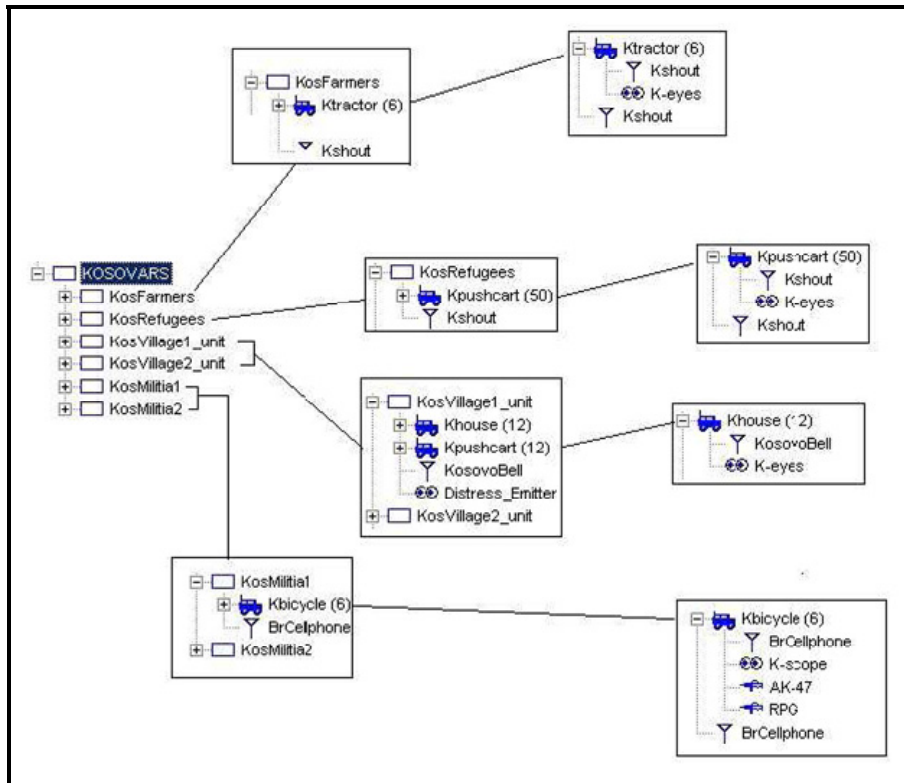 KosFarmers
Ktractor (6)
Kshout
Ktractor (6)
Kshout
K-eyes
Kshout
KOSOVARS
KosFarmers
KosRefugees
KosVillage1_unit
KosVillage2_unit
KosMilitia1
KosMilitia2
KosRefugees
Kpushcart (50)
Kshout
Kpushcart (50)
Kshout
K-eyes
Kshout
KosVillage1_unit
Khouse (12)
Kpushcart (12)
KosovoBell
Distress_Emitter
KosVillage2_unit
Khouse (12)
KosovoBell
K-eyes
KosMilitia1
Kbicycle (6)
BrCellphone
KosMilitia2
Kbicycle (6)
BrCellphone
K-scope
AK-47
RPG
BrCellphone